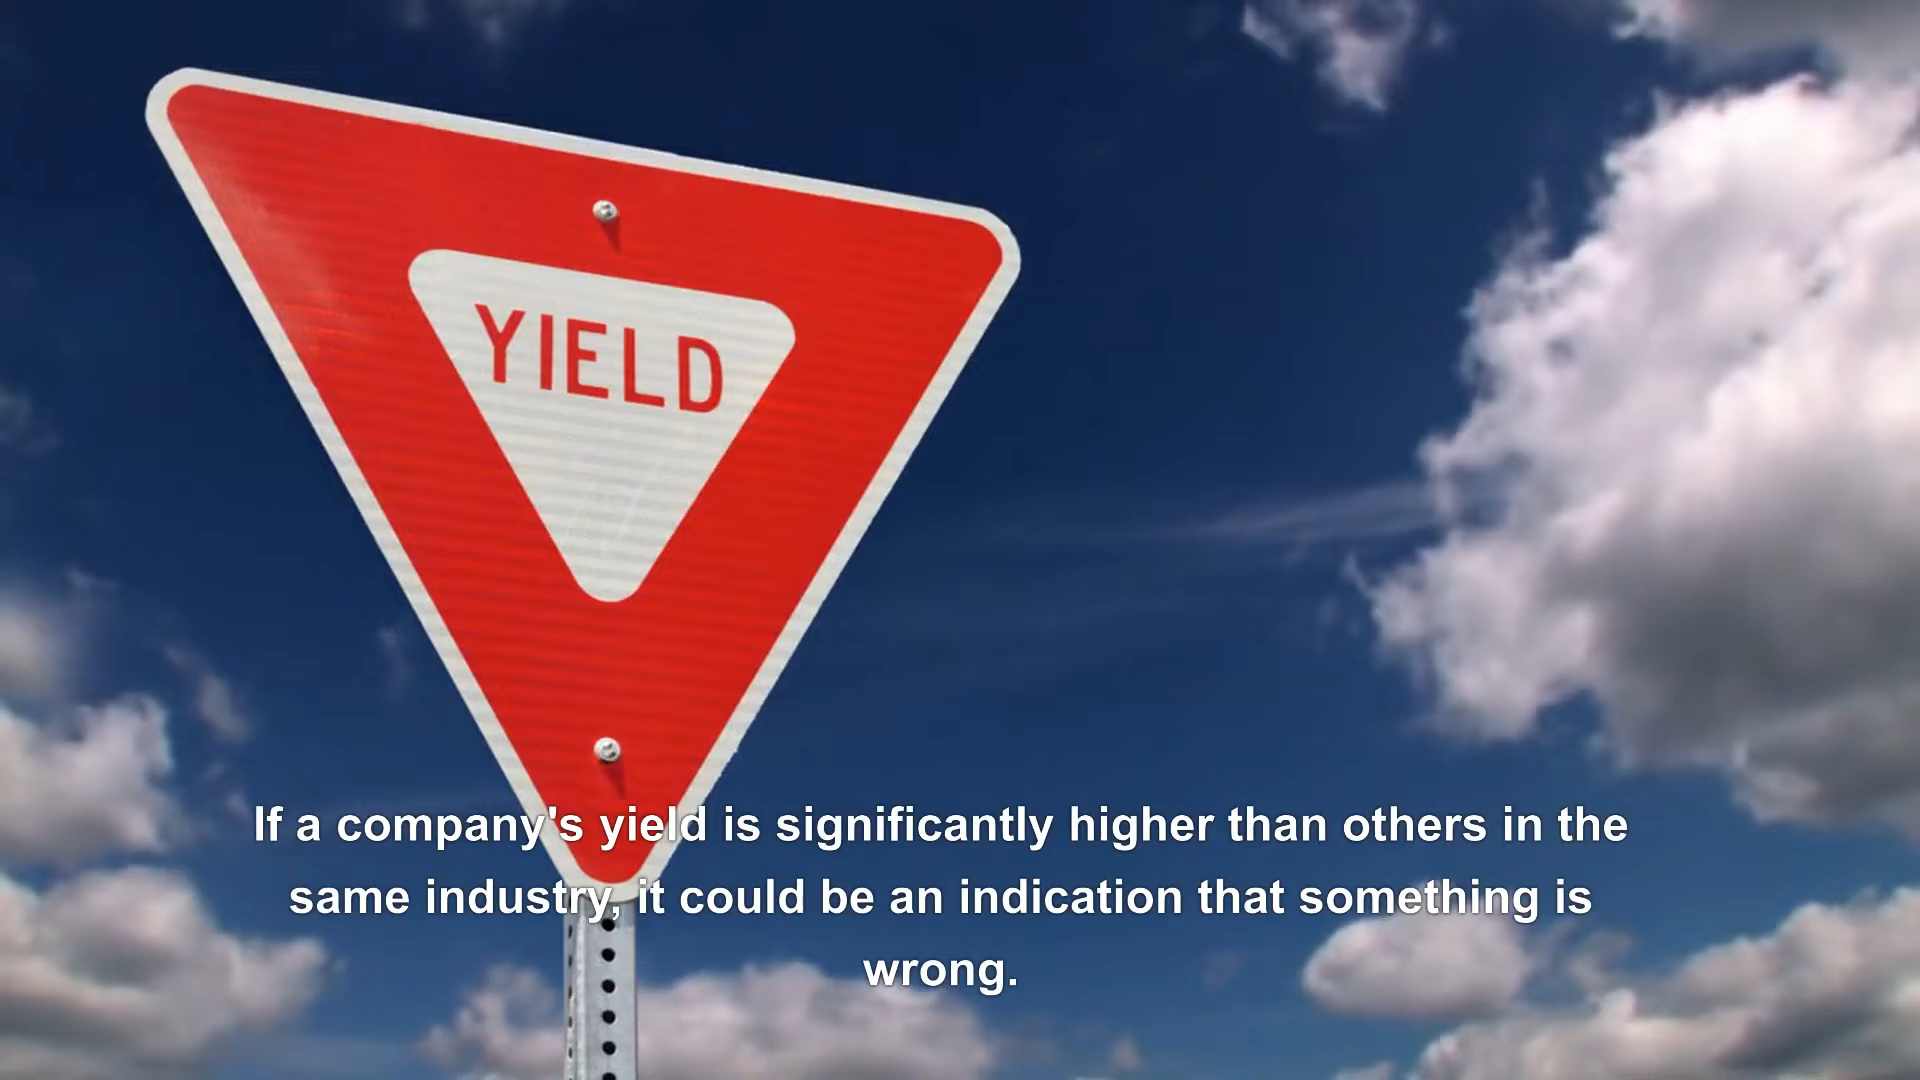 YIELD
If a company's yield is significantly higher than others in the
same industry, it could be an indication that something is
wrong.